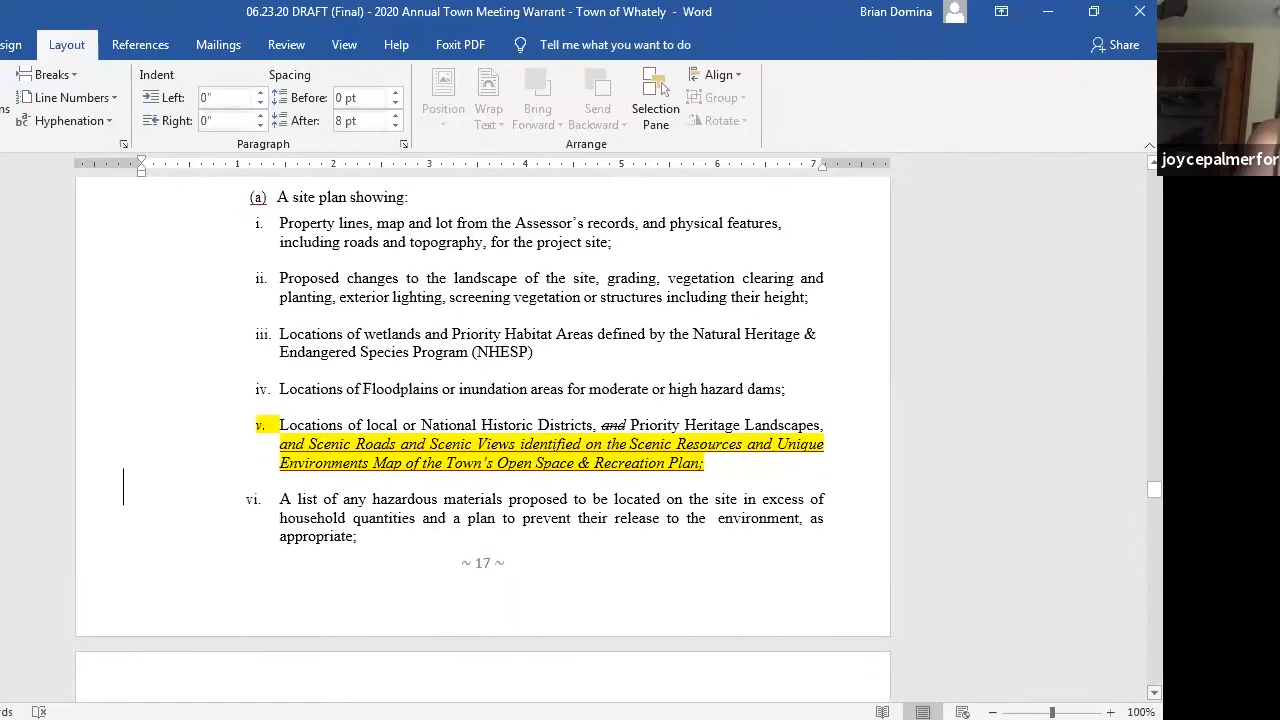 06.23.20 DRAFT (Final) - 2020 Annual Town Meeting Warrant - Town of Whately - Word
Brian Domina
sign Layout References Mailings Review View Help Foxit PDF Tell me what you want to do Share
Breaks
Line Numbers
Hyphenation
Indent Spacing
Left: 0" Before: 0 pt
Right: 0" After: 8 pt
Paragraph
Position Wrap Text Bring Forward Send Backward Selection Pane
Align
Group
Rotate
Arrange
joycepalmerfor
1 2 3 4 5 6 7
(a) A site plan showing:
i. Property lines, map and lot from the Assessor's records, and physical features,
including roads and topography, for the project site;
ii. Proposed changes to the landscape of the site, grading, vegetation clearing and
planting, exterior lighting, screening vegetation or structures including their height;
iii. Locations of wetlands and Priority Habitat Areas defined by the Natural Heritage &
Endangered Species Program (NHESP)
iv. Locations of Floodplains or inundation areas for moderate or high hazard dams;
v. Locations of local or National Historic Districts, and Priority Heritage Landscapes,
and Scenic Roads and Scenic Views identified on the Scenic Resources and Unique
Environments Map of the Town's Open Space & Recreation Plan;
vi. A list of any hazardous materials proposed to be located on the site in excess of
household quantities and a plan to prevent their release to the environment, as
appropriate;
~ 17 ~
rds
100%